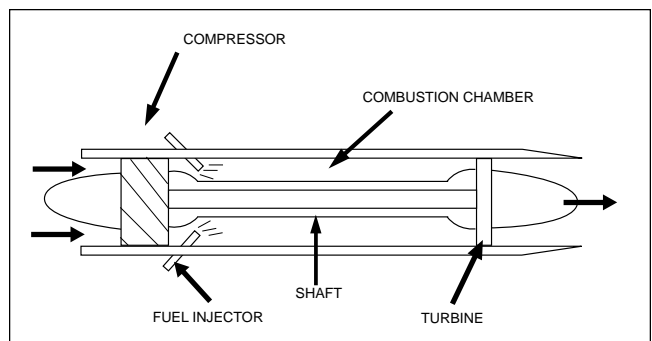 COMPRESSOR
COMBUSTION CHAMBER
SHAFT
FUEL INJECTOR
TURBINE